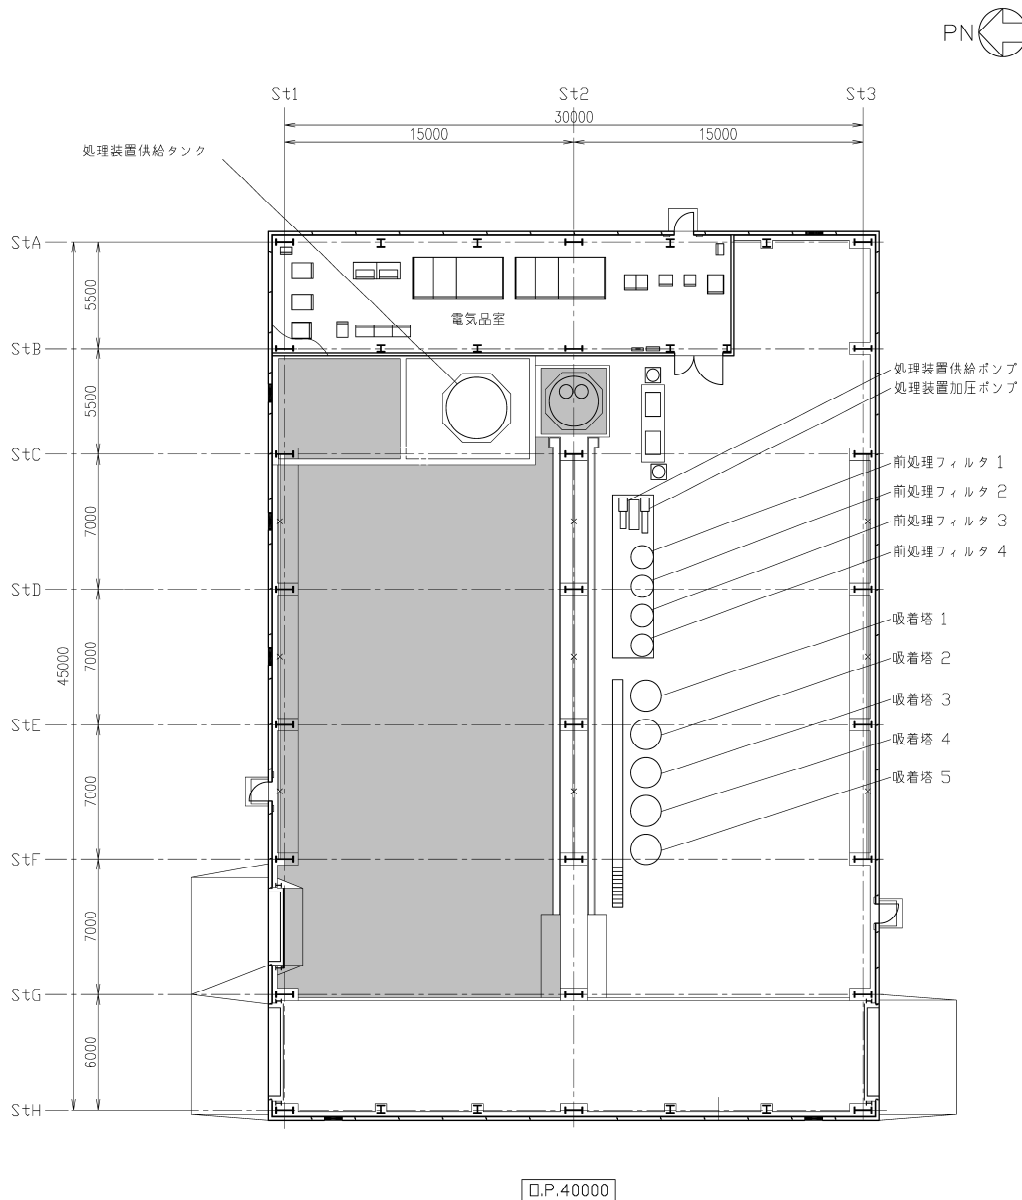 PN
St1
St2
St3
30000
15000
15000
処理装置供給タンク
StA
5500
電気品室
StB
5500
処理装置供給ポンプ
処理装置加圧ポンプ
StC
前処理フィルタ 1
前処理フィルタ 2
7000
前処理フィルタ 3
前処理フィルタ 4
StD
吸着塔 1
45000
7000
吸着塔 2
吸着塔 3
StE
吸着塔 4
7000
吸着塔 5
StF
7000
StG
6000
StH
O.P.40000